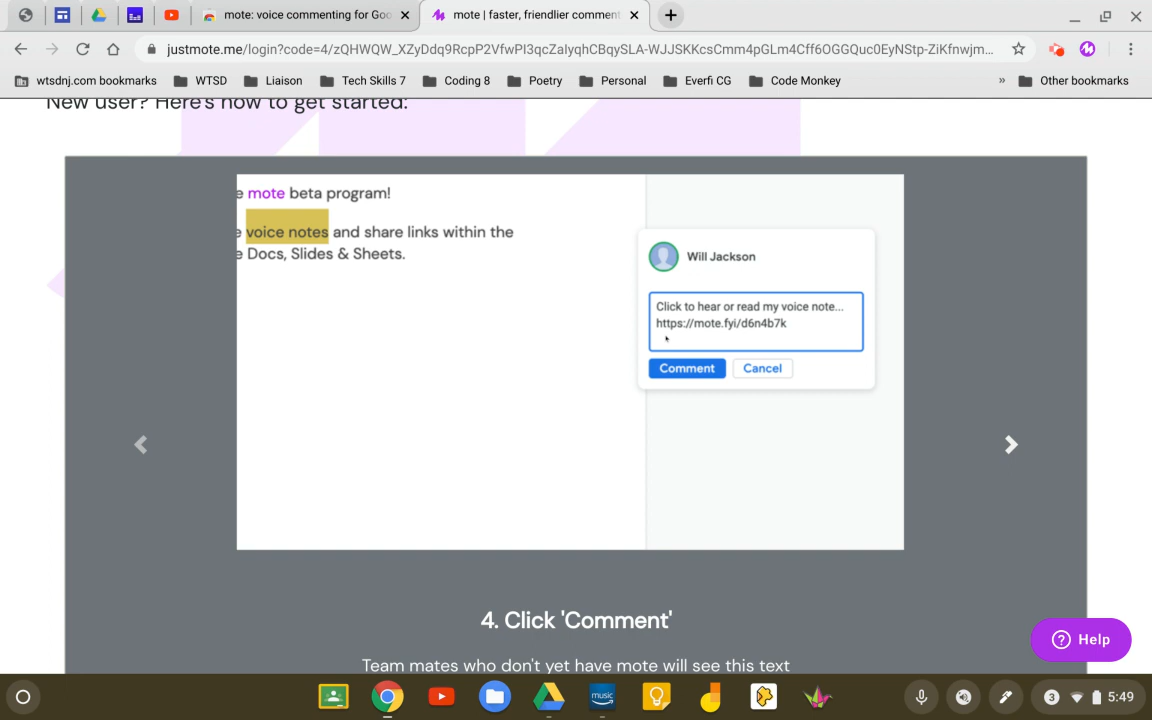 mote: voice commenting for Goo
mote | faster, friendlier comment
justmote.me/login?code=4/zQHWQW_XZyDdq9RcpP2VfwPI3qcZaIyqhCBqySLA-WJJSKKcsCmm4pGLm4Cff6OGGQuc0EyNStp-ZiKfnwjm...
wtsdnj.com bookmarks WTSD Liaison Tech Skills 7 Coding 8 Poetry Personal Everfi CG Code Monkey » Other bookmarks
New user? Here's how to get started:
e mote beta program!
e voice notes and share links within the
e Docs, Slides & Sheets.
Will Jackson
Click to hear or read my voice note...
https://mote.fyi/d6n4b7k
Comment Cancel
4. Click 'Comment'
Help
Team mates who don't yet have mote will see this text
music
3 5:49